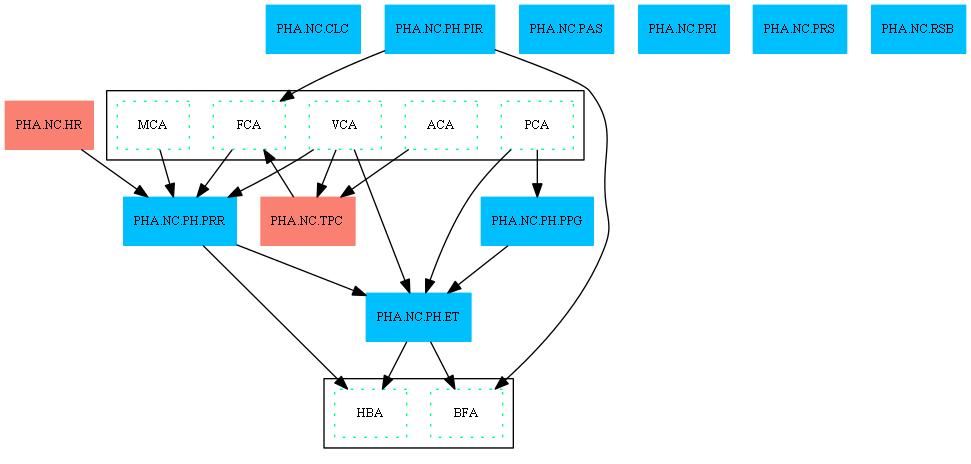 PHA.NC.CLC
PHA.NC.PH.PIR
PHA.NC.PAS
PHA.NC.PRI
PHA.NC.PRS
PHA.NC.RSB
PHA.NC.HR
MCA
FCA
VCA
ACA
PCA
PHA.NC.PH.PRR
PHA.NC.TPC
PHA.NC.PH.PPG
PHA.NC.PH.ET
HBA
BFA